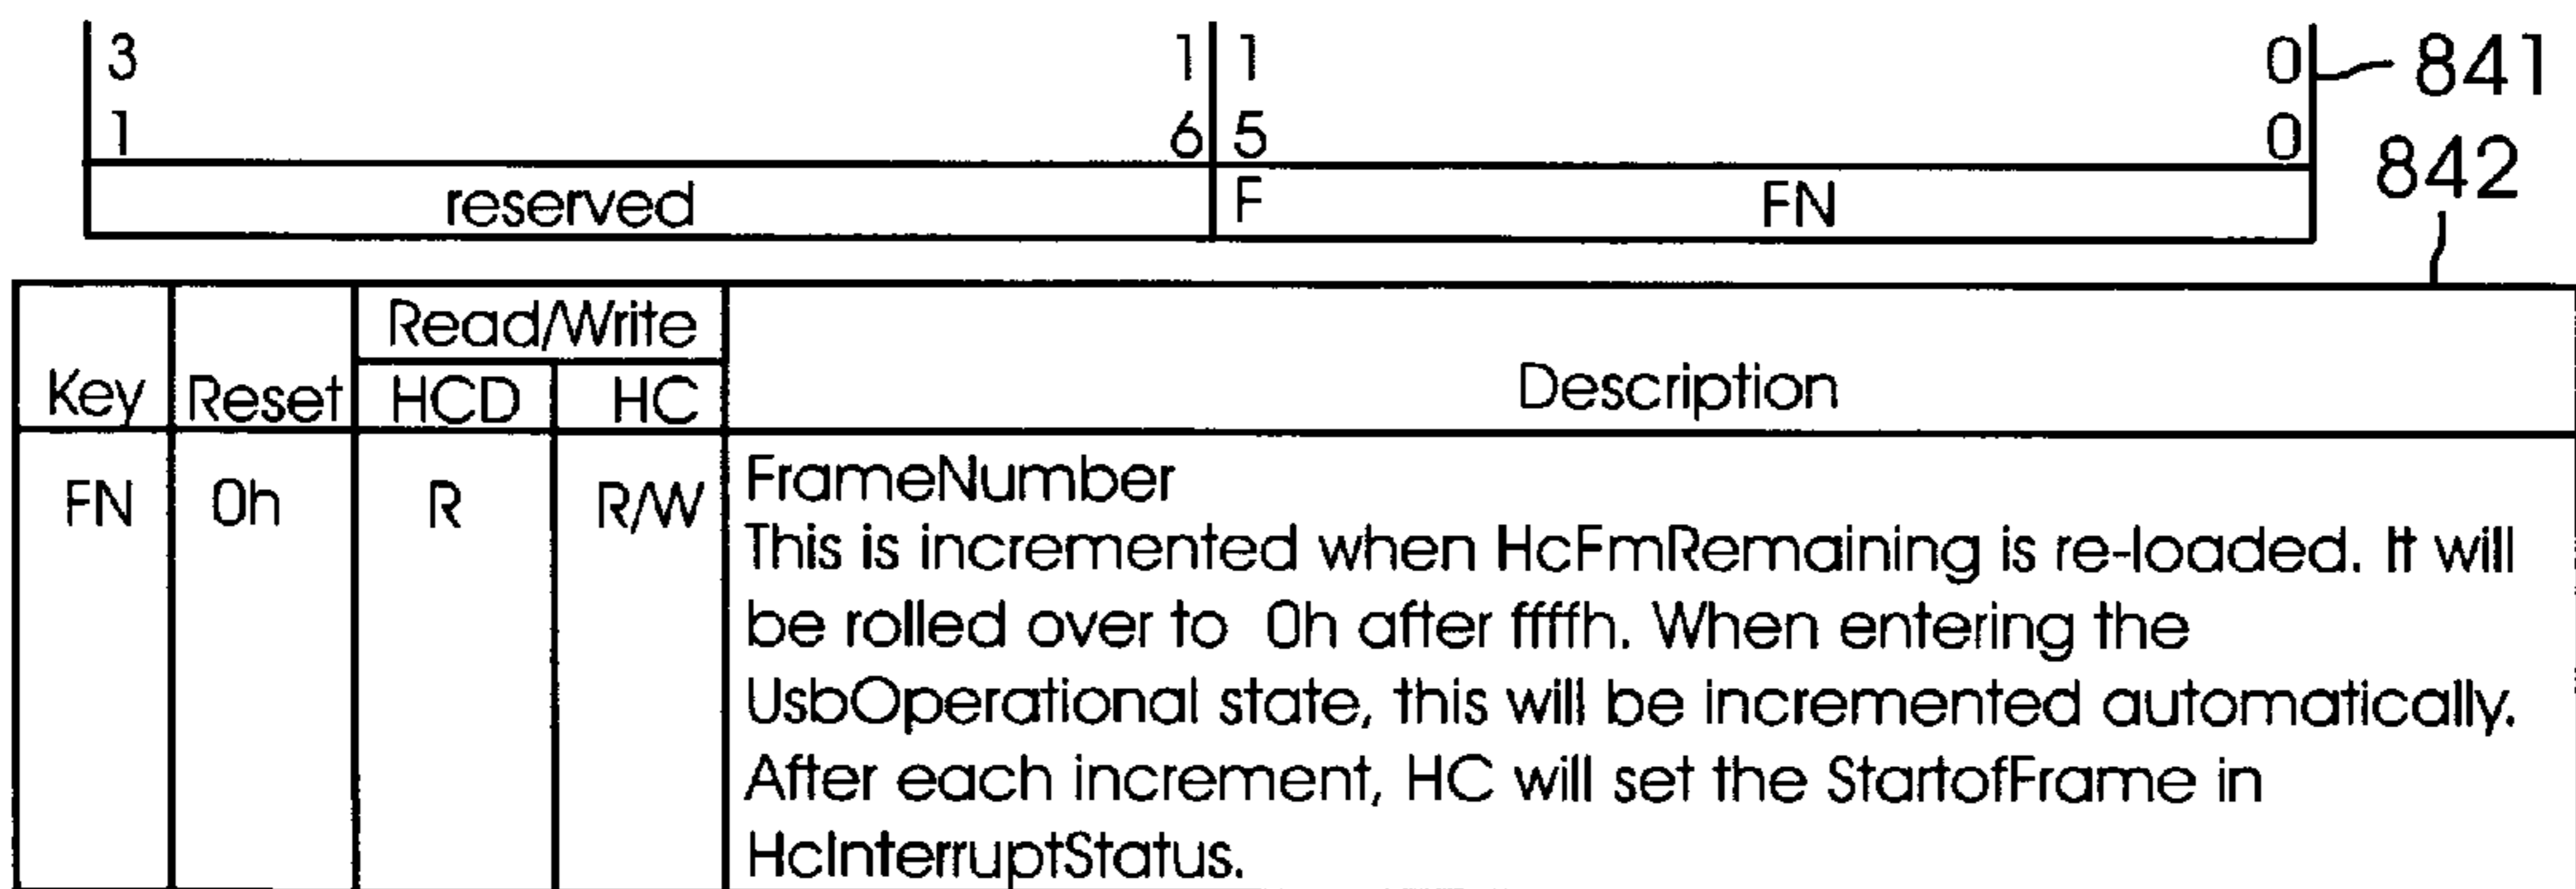 3 1 1 0 841
1 6 5 0
842
reserved F FN
Read/Write
Key Reset HCD HC Description
FN 0h R R/W FrameNumber
This is incremented when HcFmRemaining is re-loaded. It will
be rolled over to 0h after ffffh. When entering the
UsbOperational state, this will be incremented automatically.
After each increment, HC will set the StartofFrame in
HcInterruptStatus.